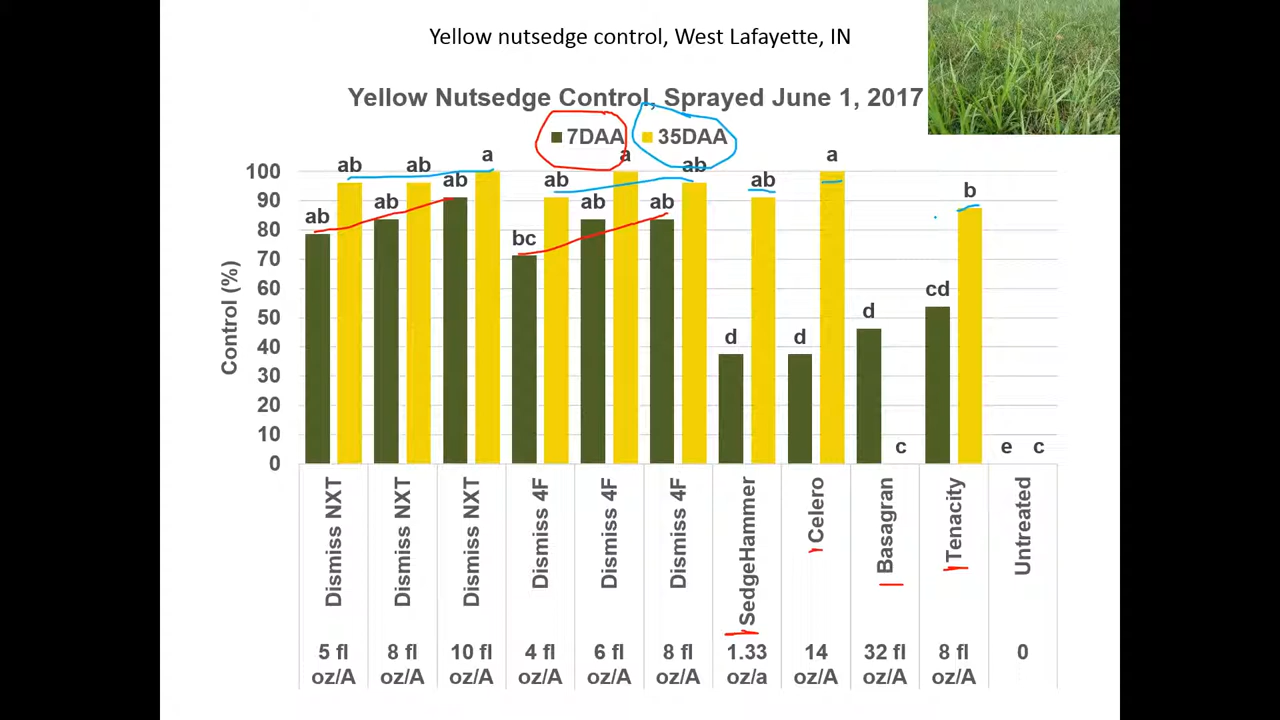 Yellow nutsedge control, West Lafayette, IN
Yellow Nutsedge Control, Sprayed June 1, 2017
7DAA 35DAA
Control (%)
100
90
80
70
60
50
40
30
20
10
0
ab ab
ab ab
ab a
bc ab
ab a
ab ab
d ab
d a
d c
cd b
e c
Dismiss NXT
Dismiss NXT
Dismiss NXT
Dismiss 4F
Dismiss 4F
Dismiss 4F
SedgeHammer
Celero
Basagran
Tenacity
Untreated
5 fl
oz/A
8 fl
oz/A
10 fl
oz/A
4 fl
oz/A
6 fl
oz/A
8 fl
oz/A
1.33
oz/a
14
oz/A
32 fl
oz/A
8 fl
oz/A
0